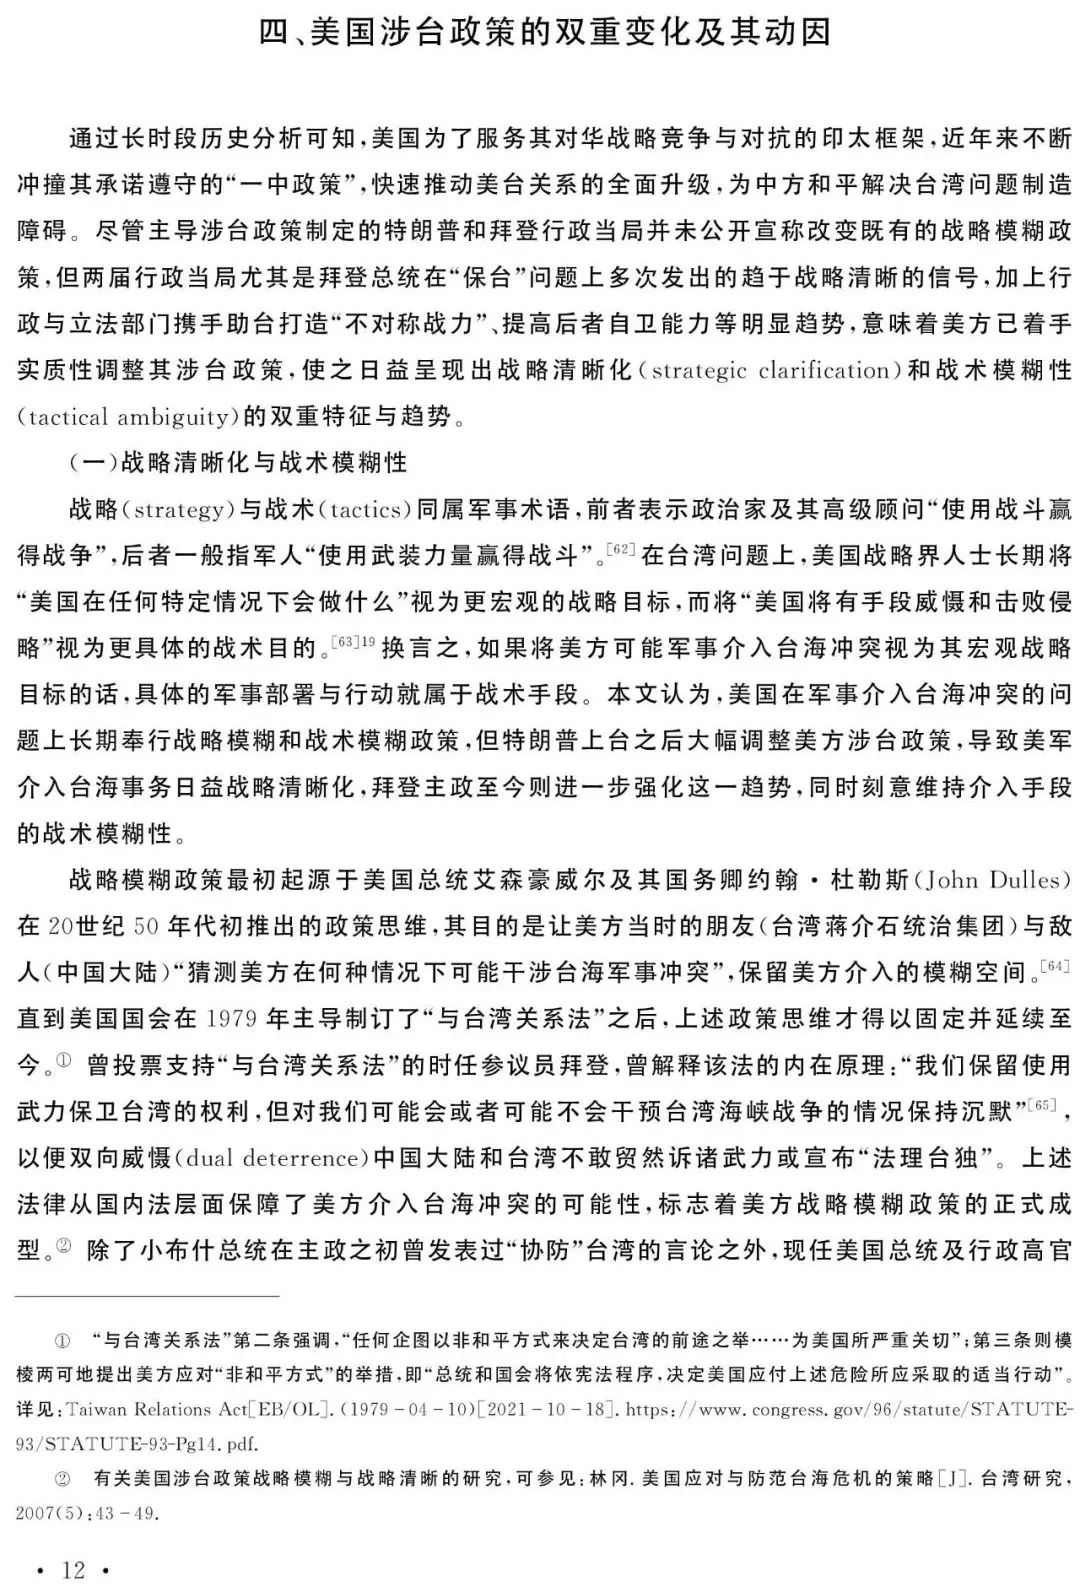 四、美国涉台政策的双重变化及其动因
通过长时段历史分析可知,美国为了服务其对华战略竞争与对抗的印太框架,近年来不断
冲撞其承诺遵守的“一中政策”,快速推动美台关系的全面升级,为中方和平解决台湾问题制造
障碍。尽管主导涉台政策制定的特朗普和拜登行政当局并未公开宣称改变既有的战略模糊政
策,但两届行政当局尤其是拜登总统在“保台”问题上多次发出的趋于战略清晰的信号,加上行
政与立法部门携手助台打造“不对称战力”、提高后者自卫能力等明显趋势,意味着美方已着手
实质性调整其涉台政策,使之日益呈现出战略清晰化(strategic clarification)和战术模糊性
(tactical ambiguity)的双重特征与趋势。
(一)战略清晰化与战术模糊性
战略(strategy)与战术(tactics)同属军事术语,前者表示政治家及其高级顾问“使用战斗赢
得战争”,后者一般指军人“使用武装力量赢得战斗”。[62]在台湾问题上,美国战略界人士长期将
“美国在任何特定情况下会做什么”视为更宏观的战略目标,而将“美国将有手段威慑和击败侵
略”视为更具体的战术目的。[63]19换言之,如果将美方可能军事介入台海冲突视为其宏观战略
目标的话,具体的军事部署与行动就属于战术手段。本文认为,美国在军事介入台海冲突的问
题上长期奉行战略模糊和战术模糊政策,但特朗普上台之后大幅调整美方涉台政策,导致美军
介入台海事务日益战略清晰化,拜登主政至今则进一步强化这一趋势,同时刻意维持介入手段
的战术模糊性。
战略模糊政策最初起源于美国总统艾森豪威尔及其国务卿约翰·杜勒斯(John Dulles)
在20世纪50年代初推出的政策思维,其目的是让美方当时的朋友(台湾蒋介石统治集团)与敌
人(中国大陆)“猜测美方在何种情况下可能干涉台海军事冲突”,保留美方介入的模糊空间。[64]
直到美国国会在1979年主导制订了“与台湾关系法”之后,上述政策思维才得以固定并延续至
今。① 曾投票支持“与台湾关系法”的时任参议员拜登,曾解释该法的内在原理:“我们保留使用
武力保卫台湾的权利,但对我们可能会或者可能不会干预台湾海峡战争的情况保持沉默”[65],
以便双向威慑(dual deterrence)中国大陆和台湾不敢贸然诉诸武力或宣布“法理台独”。上述
法律从国内法层面保障了美方介入台海冲突的可能性,标志着美方战略模糊政策的正式成
型。② 除了小布什总统在主政之初曾发表过“协防”台湾的言论之外,现任美国总统及行政高官
① “与台湾关系法”第二条强调,“任何企图以非和平方式来决定台湾的前途之举……为美国所严重关切”;第三条则模
棱两可地提出美方应对“非和平方式”的举措,即“总统和国会将依宪法程序,决定美国应付上述危险所应采取的适当行动”。
详见:Taiwan Relations Act[EB/OL]. (1979-04-10)[2021-10-18]. https://www.congress.gov/96/statute/STATUTE-
93/STATUTE-93-Pg14.pdf.
② 有关美国涉台政策战略模糊与战略清晰的研究,可参见:林冈.美国应对与防范台海危机的策略[J].台湾研究,
2007(5):43-49.
· 12 ·